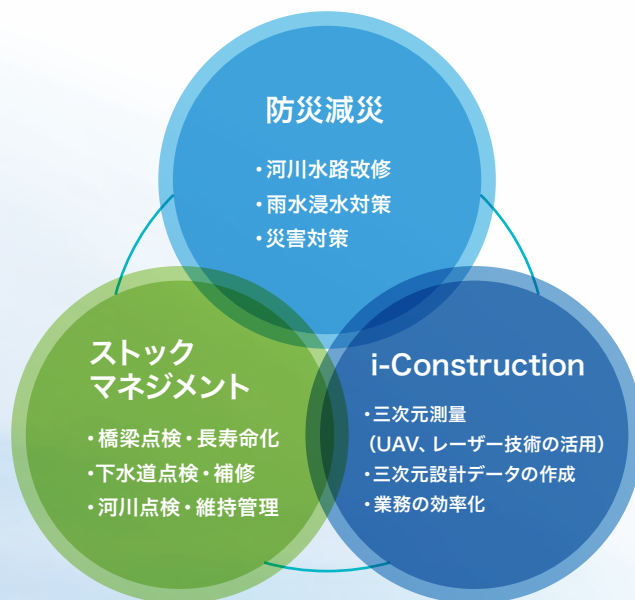 防災減災
・河川水路改修
・雨水浸水対策
・災害対策
ストック
マネジメント
・橋梁点検・長寿命化
・下水道点検・補修
・河川点検・維持管理
i-Construction
・三次元測量
（UAV、レーザー技術の活用）
・三次元設計データの作成
・業務の効率化